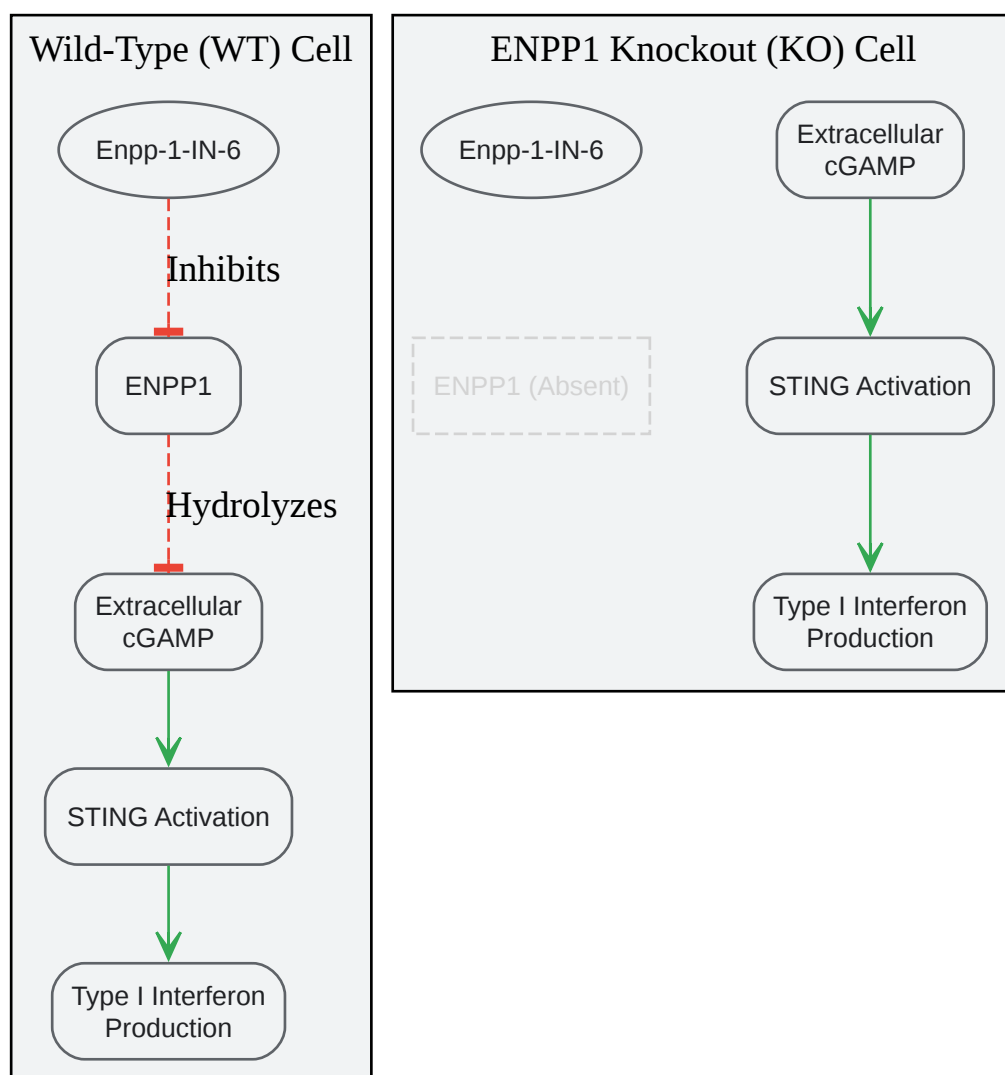 Wild-Type (WT) Cell
Enpp-1-IN-6
Inhibits
ENPP1
Hydrolyzes
Extracellular
cGAMP
STING Activation
Type I Interferon
Production
ENPP1 Knockout (KO) Cell
Enpp-1-IN-6
ENPP1 (Absent)
Extracellular
cGAMP
STING Activation
Type I Interferon
Production